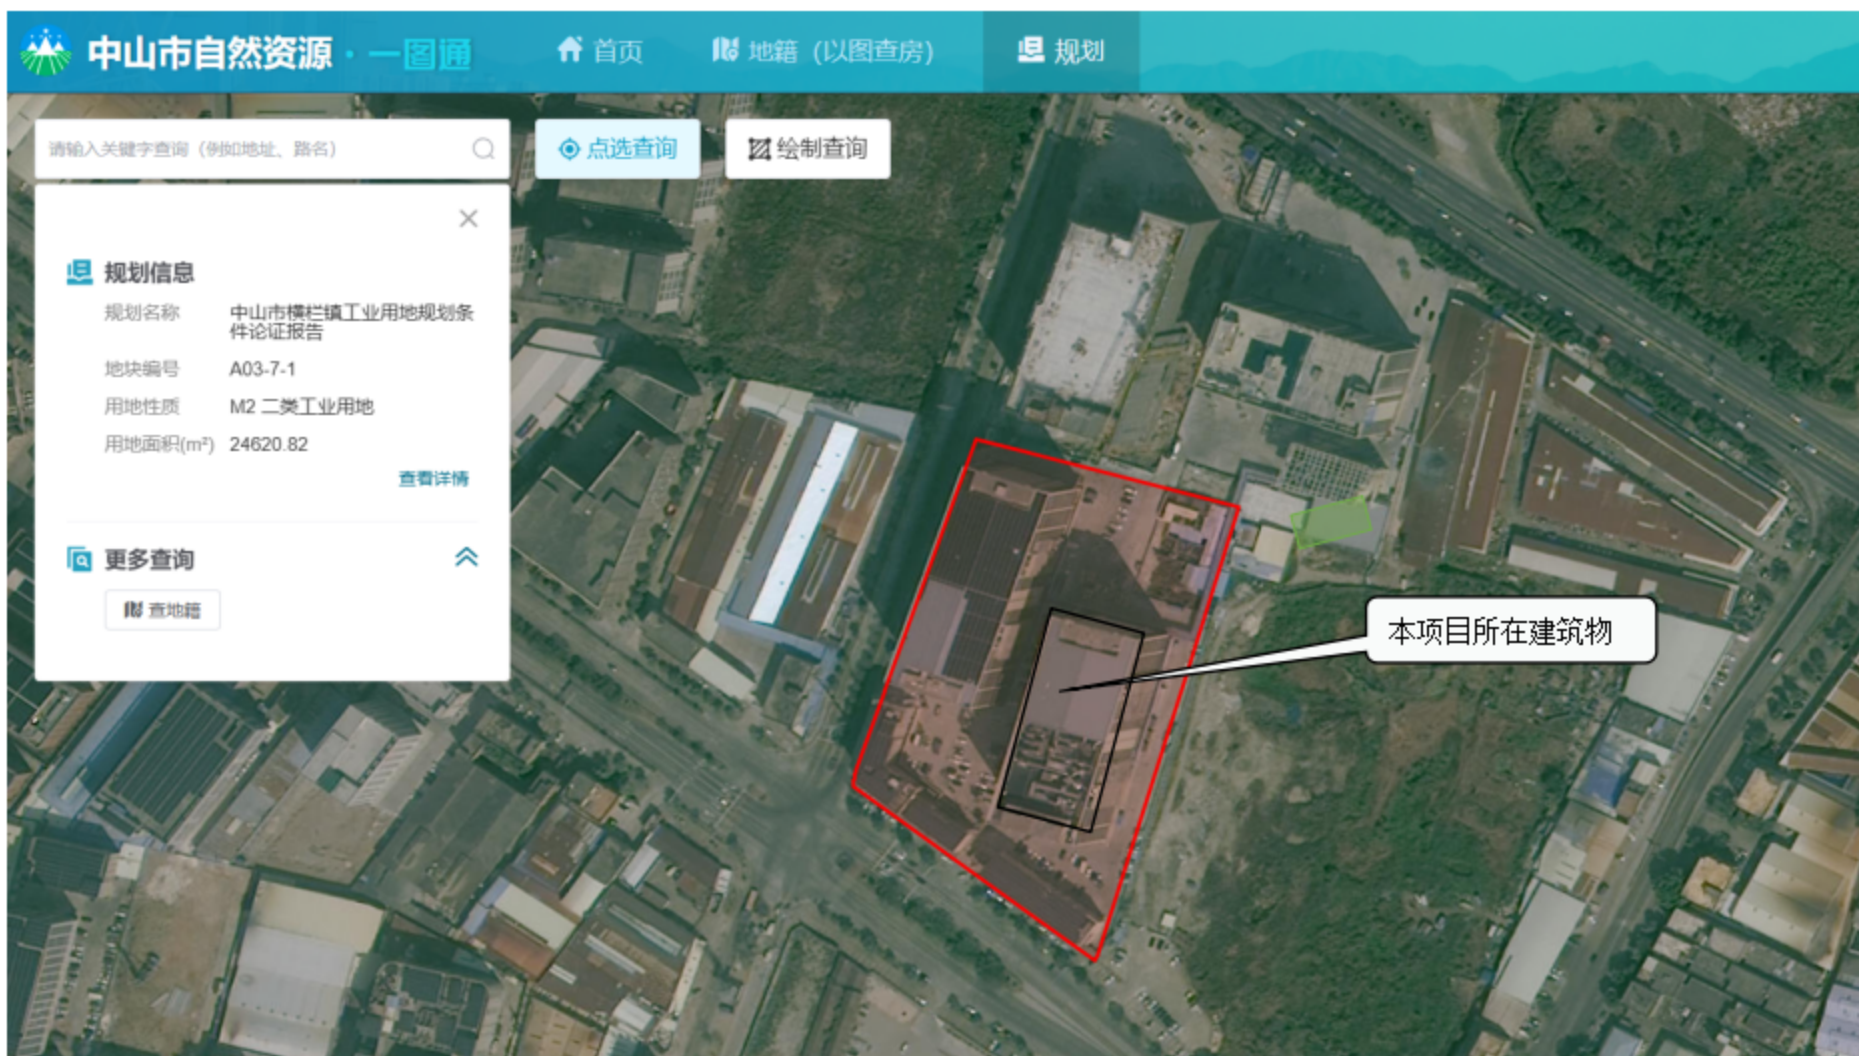 中山市自然资源·一图通
首页
地籍（以图查房）
规划
请输入关键字查询（例如地址、路名）
点选查询
绘制查询
规划信息
规划名称 中山市横栏镇工业用地规划条
件论证报告
地块编号 A03-7-1
用地性质 M2 二类工业用地
用地面积(m²) 24620.82
查看详情
更多查询
查地籍
本项目所在建筑物